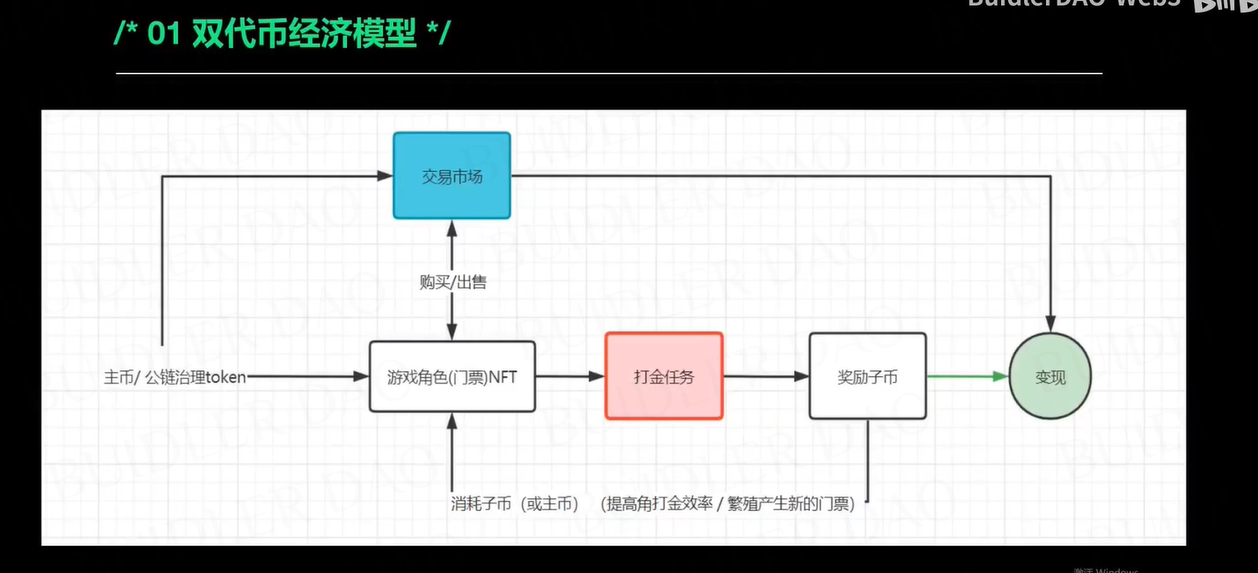 BuidlerDAO Web3
/* 01 双代币经济模型 */
交易市场
购买/出售
主币/ 公链治理token
游戏角色(门票)NFT
打金任务
奖励子币
变现
消耗子币（或主币）（提高角打金效率 / 繁殖产生新的门票）
BUIDLER DAO
激活 Windows